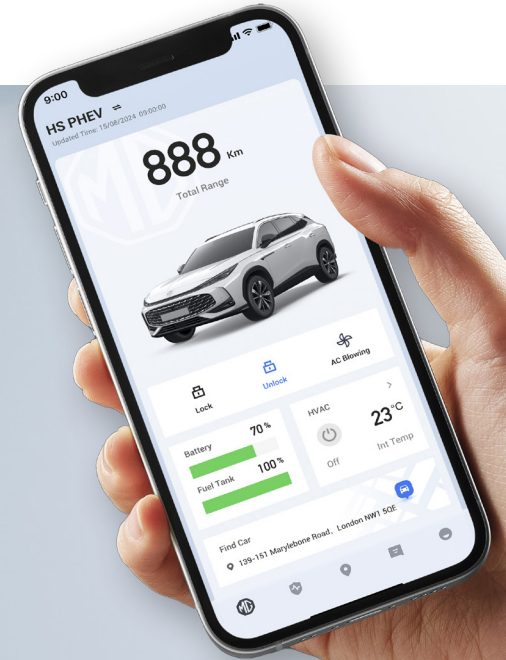 9:00
HS PHEV
Updated Time: 15/08/2024 09:00:00
888 Km
Total Range
Lock
Unlock
AC Blowing
Battery 70%
Fuel Tank 100%
HVAC
23°C
Off
Int Temp
Find Car
139-151 Marylebone Road, London NW1 5QE